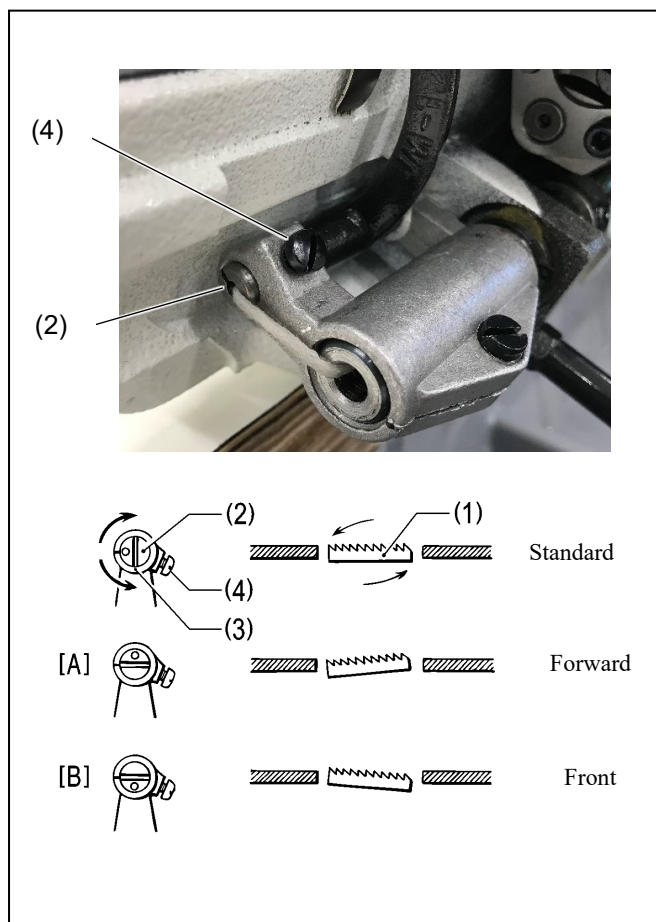 (4)
(2)
(2)
(4)
(3)
(1)
Standard
[A]
Forward
[B]
Front